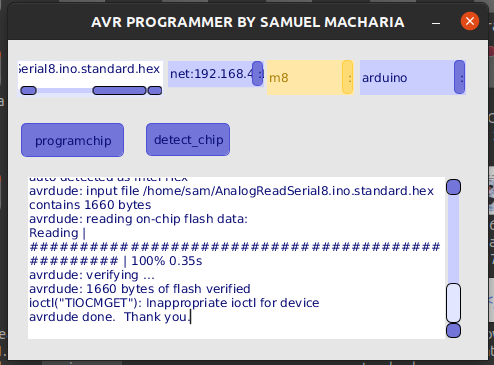 AVR PROGRAMMER BY SAMUEL MACHARIA
Serial8.ino.standard.hex
net:192.168.4
m8
arduino
programchip
detect_chip
auto detected as Intel Hex
avrdude: input file /home/sam/AnalogReadSerial8.ino.standard.hex
contains 1660 bytes
avrdude: reading on-chip flash data:
Reading |
#########################################
######### | 100% 0.35s
avrdude: verifying ...
avrdude: 1660 bytes of flash verified
ioctl("TIOCMGET"): Inappropriate ioctl for device
avrdude done.  Thank you.